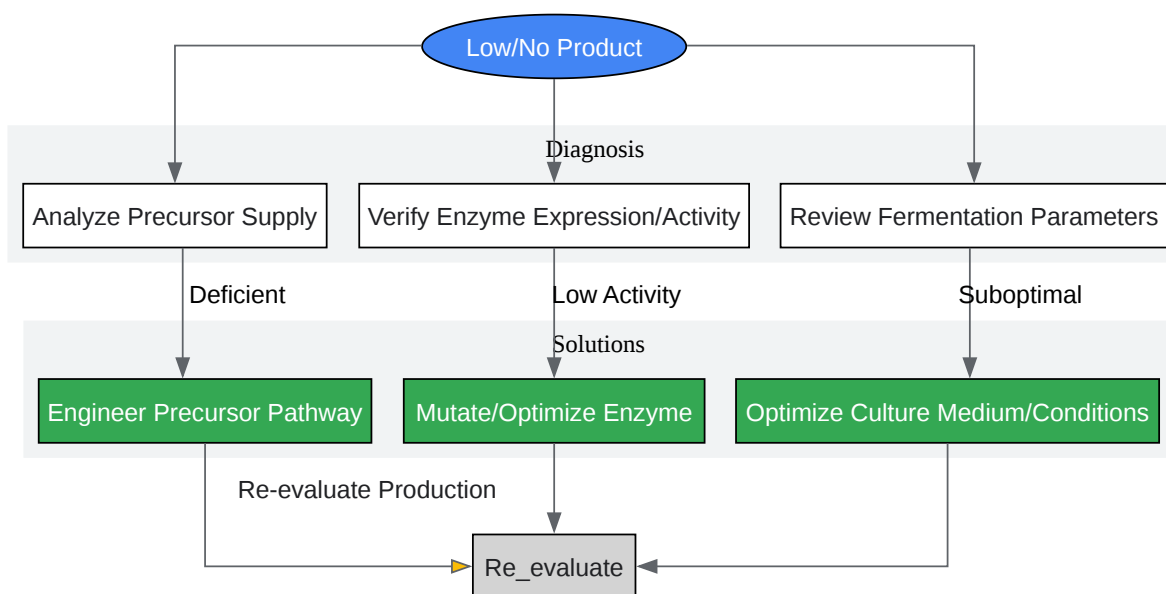 Low/No Product
Diagnosis
Analyze Precursor Supply
Verify Enzyme Expression/Activity
Review Fermentation Parameters
Deficient
Low Activity
Suboptimal
Solutions
Engineer Precursor Pathway
Mutate/Optimize Enzyme
Optimize Culture Medium/Conditions
Re-evaluate Production
Re_evaluate